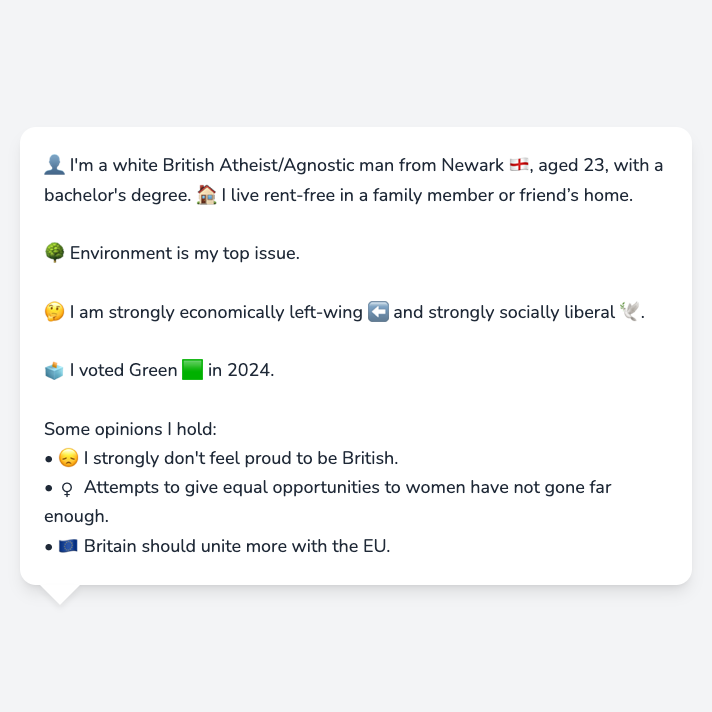 👤 I'm a white British Atheist/Agnostic man from Newark 🏴󠁧󠁢󠁥󠁮󠁧󠁿, aged 23, with a
bachelor's degree. 🏠 I live rent-free in a family member or friend’s home.
🌳 Environment is my top issue.
🤔 I am strongly economically left-wing ⬅️ and strongly socially liberal 🕊️.
🗳️ I voted Green 🟩 in 2024.
Some opinions I hold:
• 😞 I strongly don't feel proud to be British.
• ♀ Attempts to give equal opportunities to women have not gone far
enough.
• 🇪🇺 Britain should unite more with the EU.